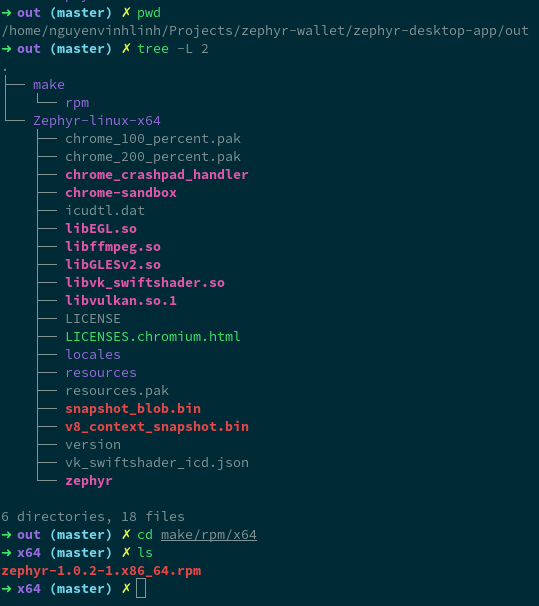 ➜ out (master) ✗ pwd
/home/nguyenvinhlinh/Projects/zephyr-wallet/zephyr-desktop-app/out
➜ out (master) ✗ tree -L 2
.
├── make
│   └── rpm
└── Zephyr-linux-x64
    ├── chrome_100_percent.pak
    ├── chrome_200_percent.pak
    ├── chrome_crashpad_handler
    ├── chrome-sandbox
    ├── icudtl.dat
    ├── libEGL.so
    ├── libffmpeg.so
    ├── libGLESv2.so
    ├── libvk_swiftshader.so
    ├── libvulkan.so.1
    ├── LICENSE
    ├── LICENSES.chromium.html
    ├── locales
    ├── resources
    ├── resources.pak
    ├── snapshot_blob.bin
    ├── v8_context_snapshot.bin
    ├── version
    ├── vk_swiftshader_icd.json
    └── zephyr
6 directories, 18 files
➜ out (master) ✗ cd make/rpm/x64
➜ x64 (master) ✗ ls
zephyr-1.0.2-1.x86_64.rpm
➜ x64 (master) ✗